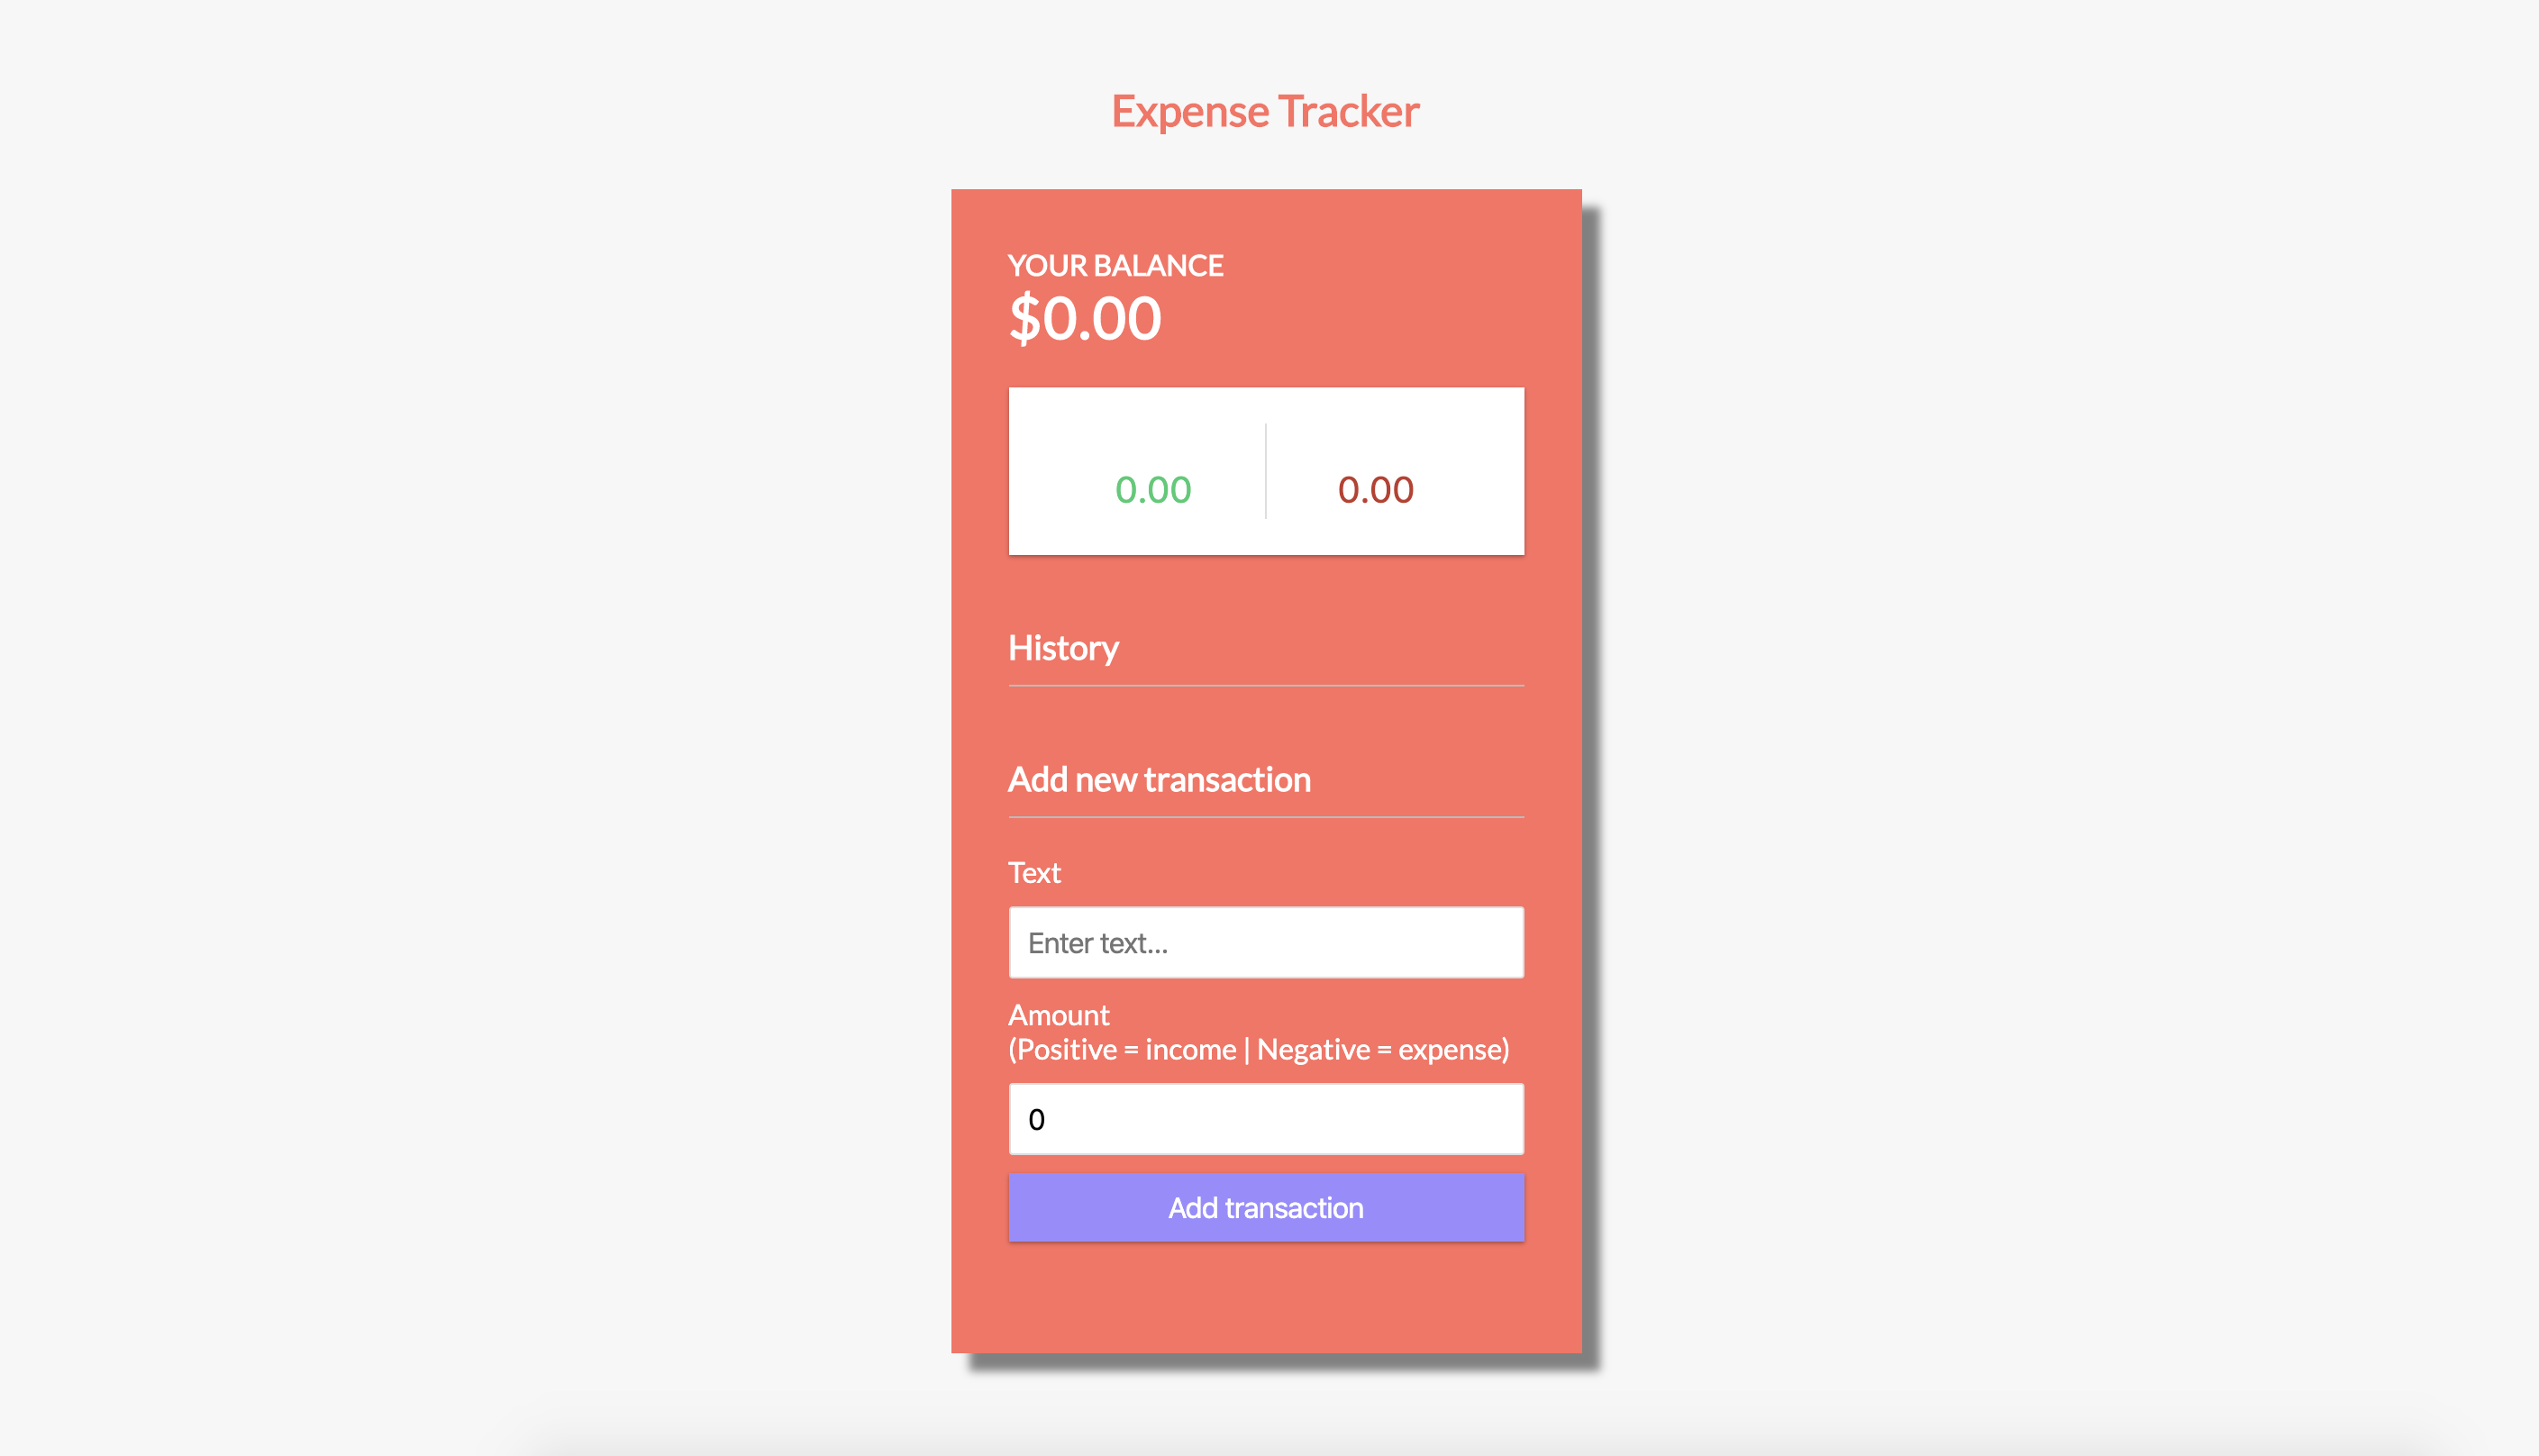 Expense Tracker
YOUR BALANCE
$0.00
0.00 0.00
History
Add new transaction
Text
Enter text...
Amount
(Positive = income | Negative = expense)
0
Add transaction